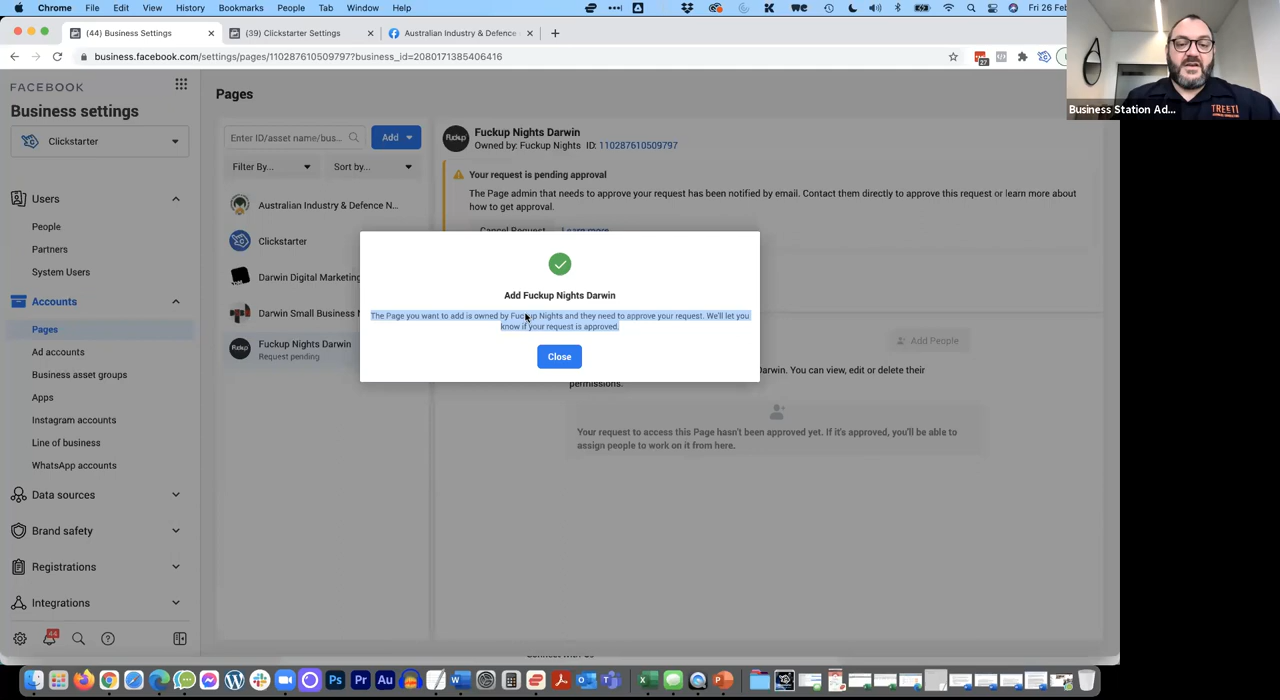 Chrome File Edit View History Bookmarks People Tab Window Help
Fri 26 Feb
(44) Business Settings
(39) Clickstarter Settings
Australian Industry & Defence
business.facebook.com/settings/pages/110287610509797?business_id=2080171385406416
27
Business Station Ad...
TREETI
FACEBOOK
Business settings
Clickstarter
Users
People
Partners
System Users
Accounts
Pages
Ad accounts
Business asset groups
Apps
Instagram accounts
Line of business
WhatsApp accounts
Data sources
Brand safety
Registrations
Integrations
44
Pages
Enter ID/asset name/bus...
Add
Filter By...
Sort by...
Australian Industry & Defence N...
Clickstarter
Darwin Digital Marketing
Darwin Small Business
Fuckup Nights Darwin
Request pending
Fuckup Nights Darwin
Owned by: Fuckup Nights ID: 110287610509797
Your request is pending approval
The Page admin that needs to approve your request has been notified by email. Contact them directly to approve this request or learn more about
how to get approval.
Cancel Request
Learn more
Add Fuckup Nights Darwin
The Page you want to add is owned by Fuckup Nights and they need to approve your request. We'll let you
know if your request is approved.
Close
Add People
Darwin. You can view, edit or delete their
permissions.
Your request to access this Page hasn't been approved yet. If it's approved, you'll be able to
assign people to work on it from here.